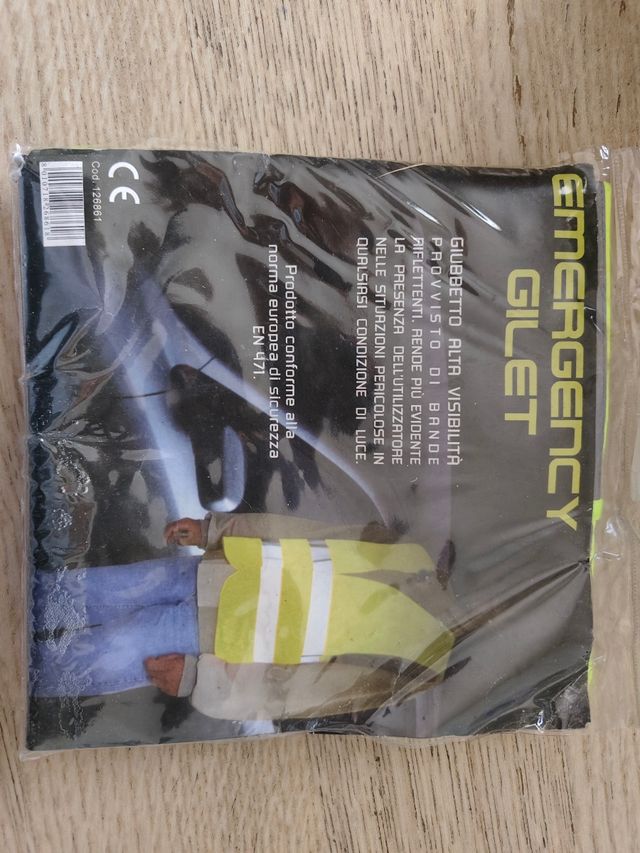 EMERGENCY
GILET
GIUBBETTO ALTA VISIBILITÀ
PROVVISTO DI BANDE
RIFLETTENTI. RENDE PIÙ EVIDENTE
LA PRESENZA DELL'UTILIZZATORE
NELLE SITUAZIONI PERICOLOSE IN
QUALSIASI CONDIZIONE DI LUCE.
Prodotto conforme alla
norma europea di sicurezza
EN 471.
CE
Cod. 126861